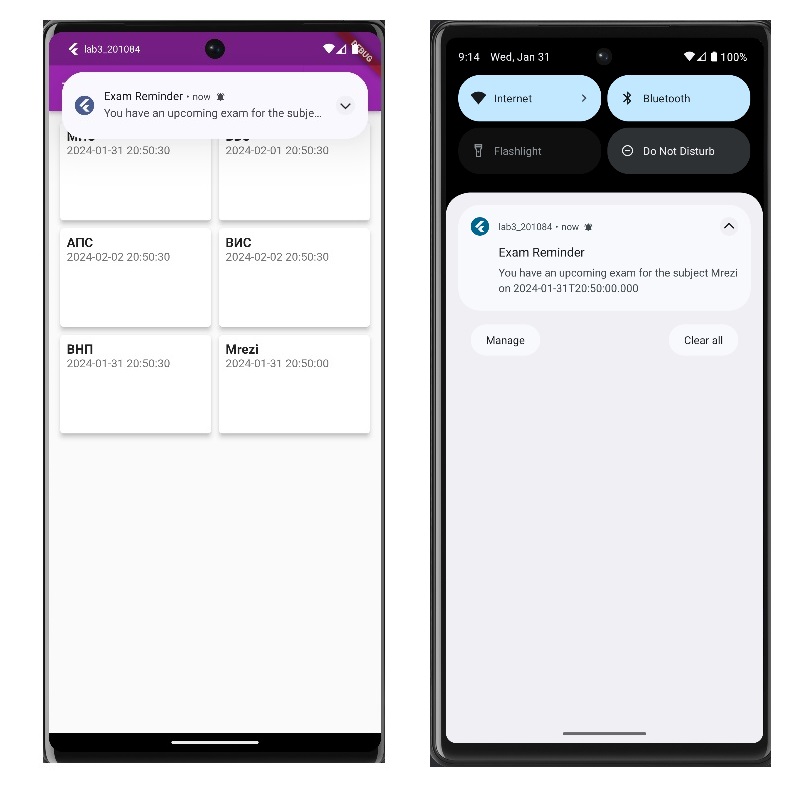 lab3_201084
DEBUG
Exam Reminder • now
You have an upcoming exam for the subje...
2024-01-31 20:50:30
2024-02-01 20:50:30
АПС
2024-02-02 20:50:30
ВИС
2024-02-02 20:50:30
ВНП
2024-01-31 20:50:30
Mrezi
2024-01-31 20:50:00
9:14 Wed, Jan 31
100%
Internet
Bluetooth
Flashlight
Do Not Disturb
lab3_201084 • now
Exam Reminder
You have an upcoming exam for the subject Mrezi
on 2024-01-31T20:50:00.000
Manage
Clear all